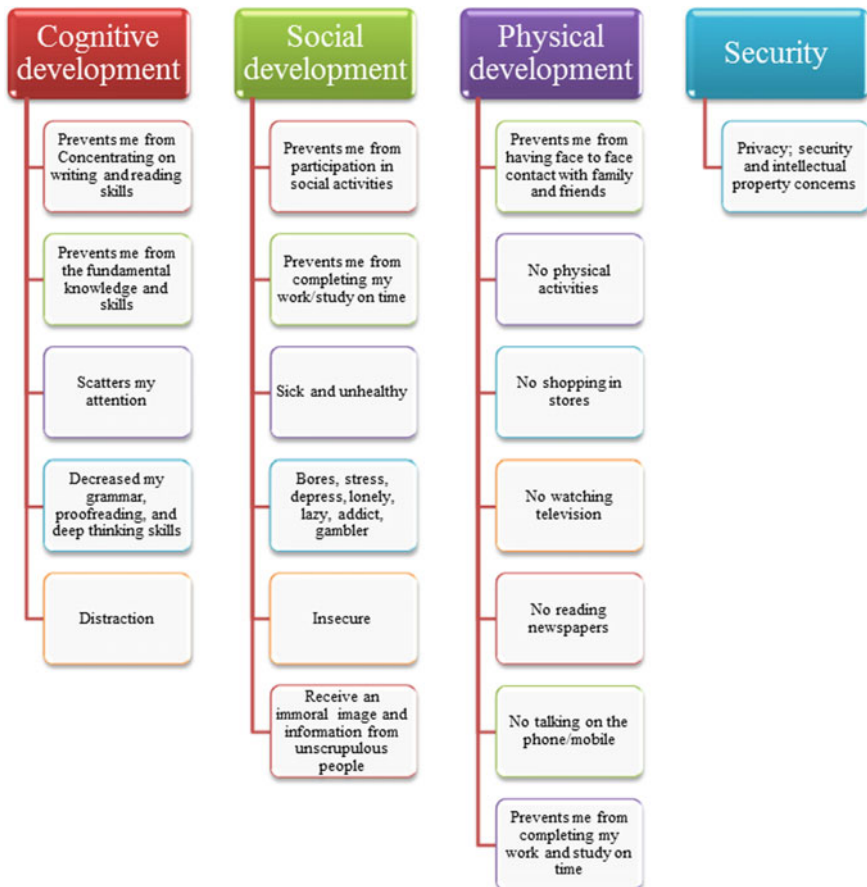 Cognitive
development
Prevents me from
Concentrating on
writing and reading
skills
Prevents me from
the fundamental
knowledge and
skills
Scatters my
attention
Decreased my
grammar,
proofreading, and
deep thinking skills
Distraction
Social
development
Prevents me from
participation in
social activities
Prevents me from
completing my
work/study on time
Sick and unhealthy
Bores, stress,
depress, lonely,
lazy, addict,
gambler
Insecure
Receive an
immoral image and
information from
unscrupulous
people
Physical
development
Prevents me from
having face to face
contact with family
and friends
No physical
activities
No shopping in
stores
No watching
television
No reading
newspapers
No talking on the
phone/mobile
Prevents me from
completing my
work and study on
time
Security
Privacy; security
and intellectual
property concerns